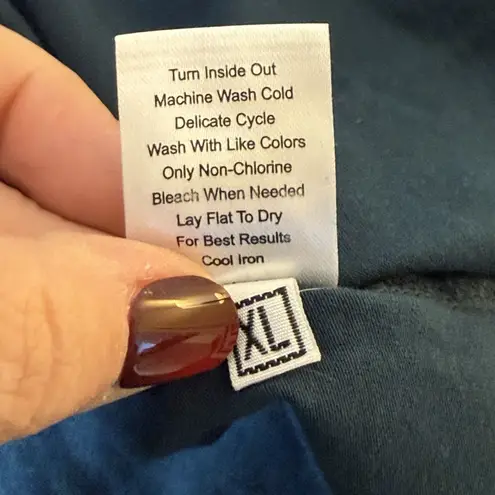 Turn Inside Out
Machine Wash Cold
Delicate Cycle
Wash With Like Colors
Only Non-Chlorine
Bleach When Needed
Lay Flat To Dry
For Best Results
Cool Iron
XL